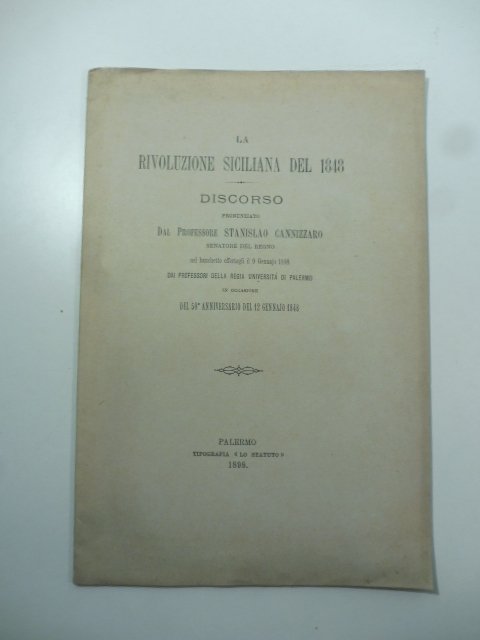 LA
RIVOLUZIONE SICILIANA DEL 1848
DISCORSO
PRONUNZIATO
DAL PROFESSORE STANISLAO CANNIZZARO
SENATORE DEL REGNO
nel banchetto offertogli il 9 Gennajo 1898
DAI PROFESSORI DELLA REGIA UNIVERSITÀ DI PALERMO
IN OCCASIONE
DEL 50° ANNIVERSARIO DEL 12 GENNAJO 1848
PALERMO
TIPOGRAFIA « LO STATUTO »
1898.